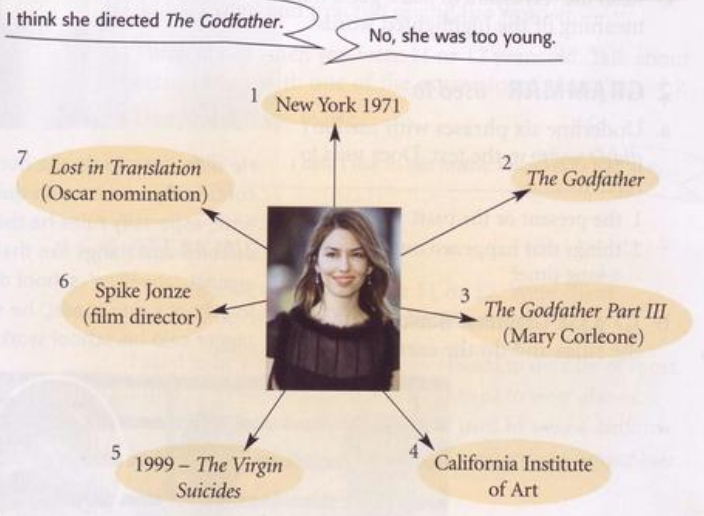 I think she directed The Godfather.
No, she was too young.
1 New York 1971
2 The Godfather
3 The Godfather Part III
(Mary Corleone)
4 California Institute
of Art
5 1999 – The Virgin
Suicides
6 Spike Jonze
(film director)
7 Lost in Translation
(Oscar nomination)